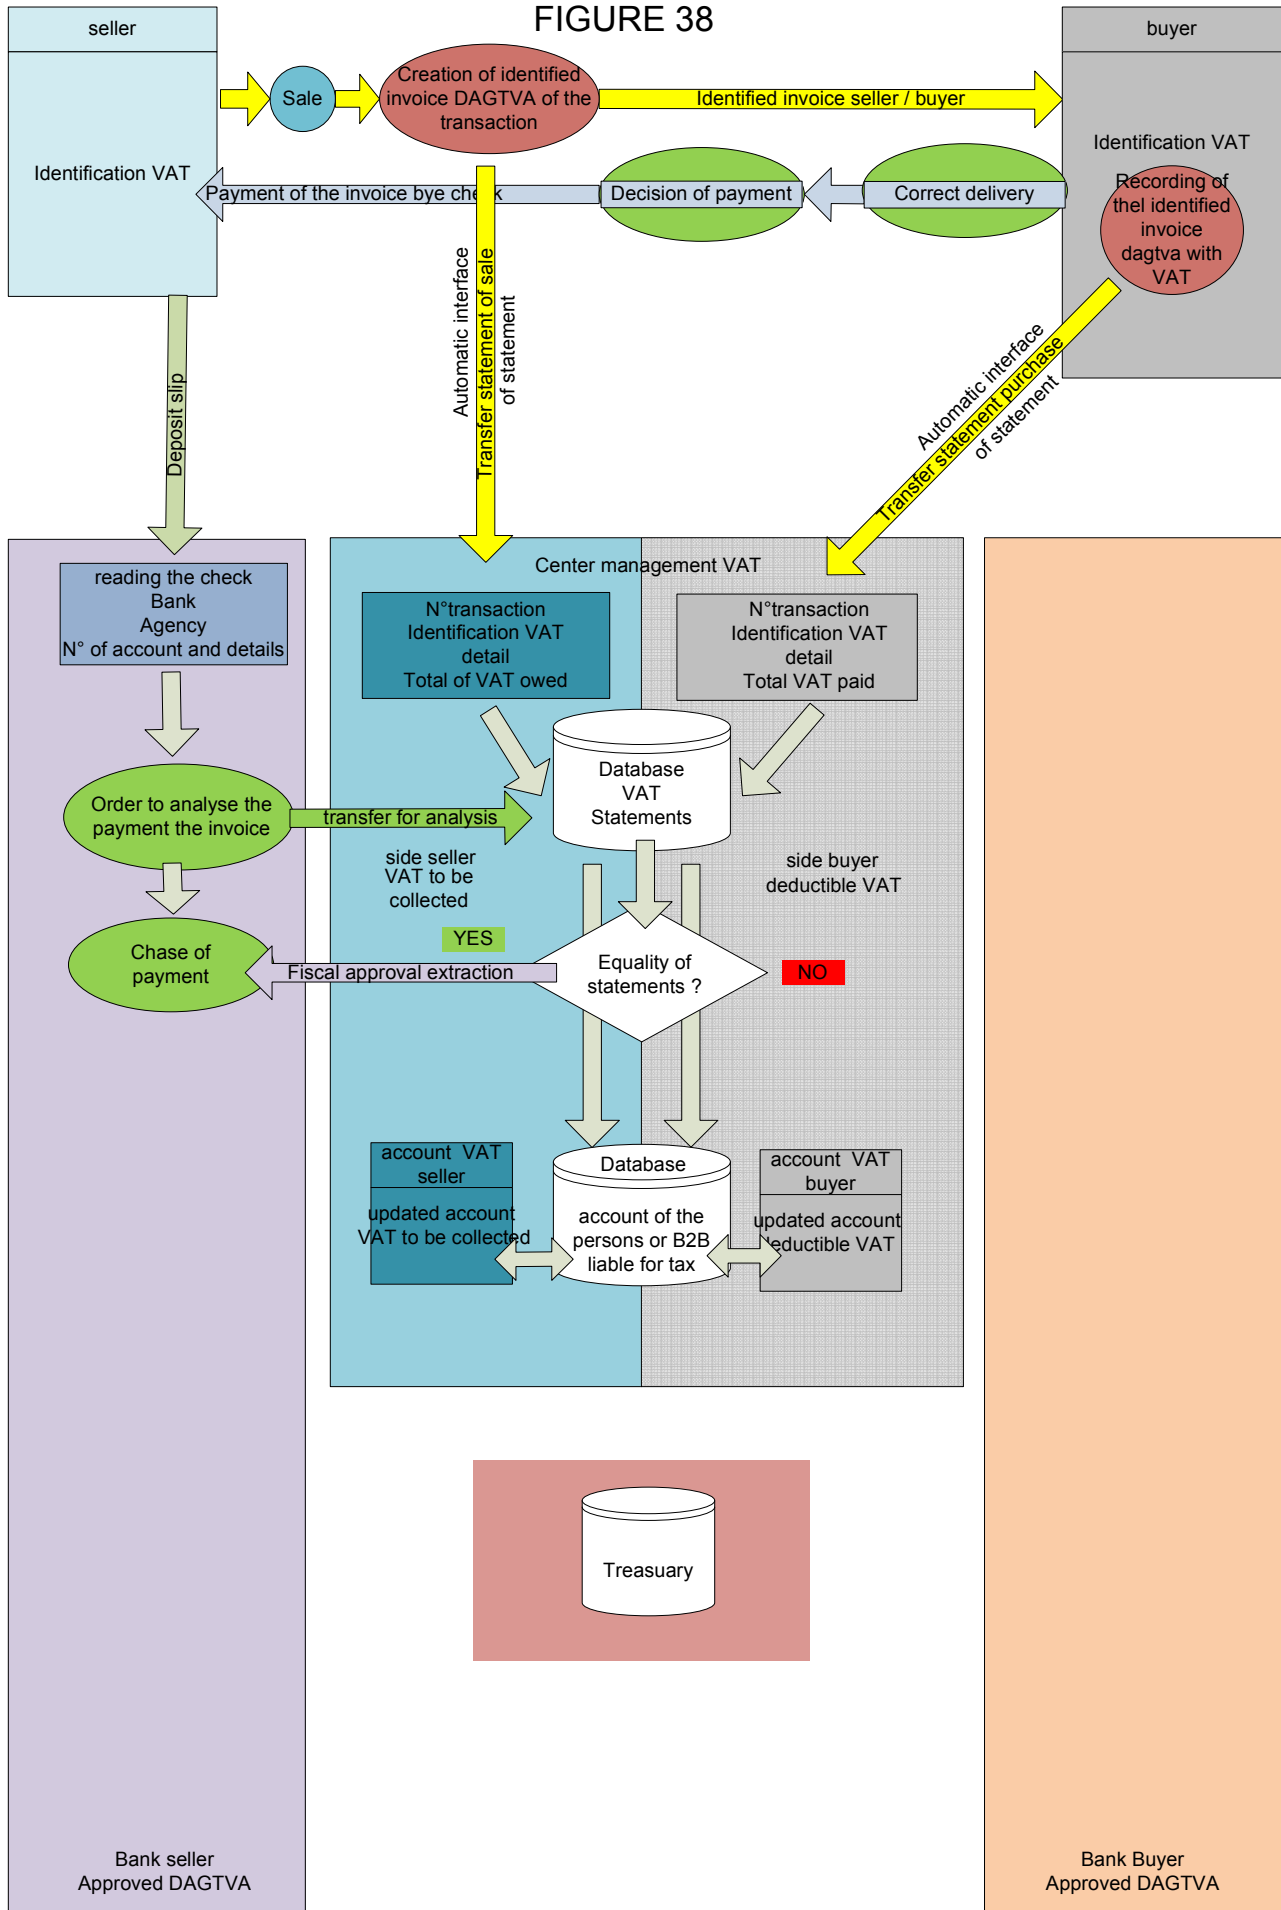 FIGURE 38
seller
buyer
Sale
Creation of identified
invoice DAGTVA of the
transaction
Identified invoice seller / buyer
Identification VAT
Identification VAT
Payment of the invoice bye check
Decision of payment
Correct delivery
Recording of
thel identified
invoice
dagtva with
VAT
Deposit slip
Automatic interface
Transfer statement of sale
of statement
Automatic interface
Transfer statement purchase
of statement
Center management VAT
reading the check
Bank
Agency
N° of account and details
N°transaction
Identification VAT
detail
Total of VAT owed
N°transaction
Identification VAT
detail
Total VAT paid
Database
VAT
Statements
Order to analyse the
payment the invoice
transfer for analysis
side seller
VAT to be
collected
side buyer
deductible VAT
YES
Chase of
payment
Fiscal approval extraction
Equality of
statements ?
NO
account VAT
seller
updated account
VAT to be collected
Database
account of the
persons or B2B
liable for tax
account VAT
buyer
updated account
deductible VAT
Treasuary
Bank seller
Approved DAGTVA
Bank Buyer
Approved DAGTVA